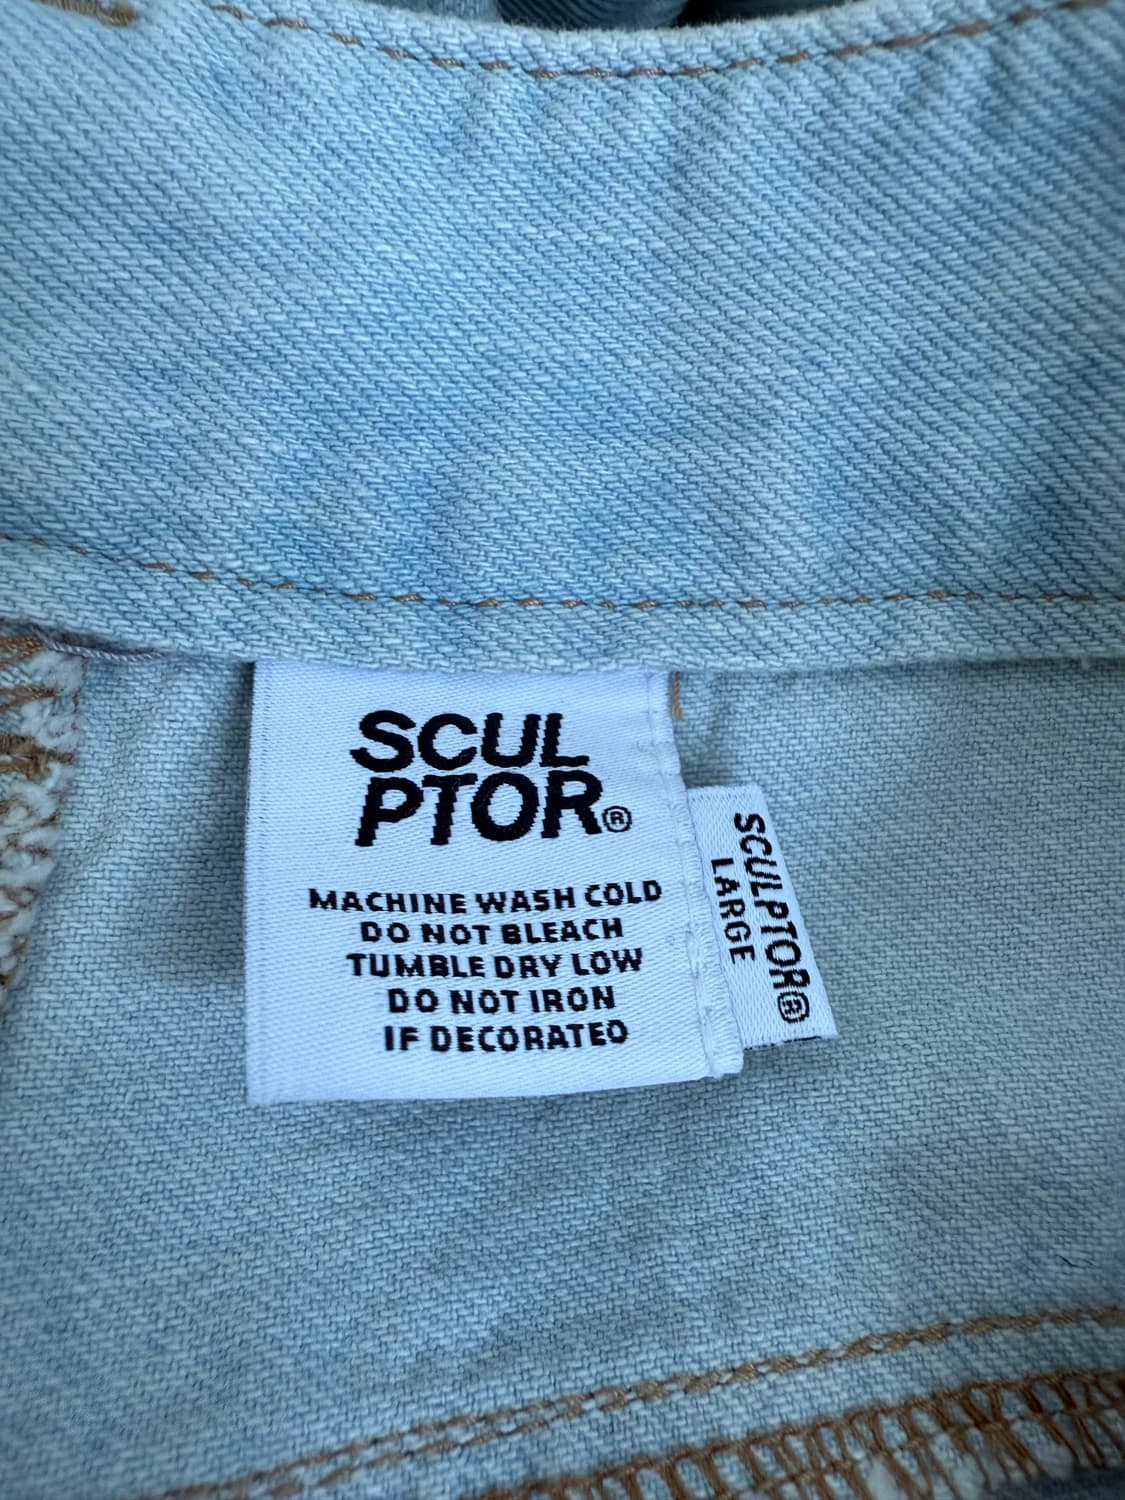 SCUL
PTOR®
MACHINE WASH COLD
DO NOT BLEACH
TUMBLE DRY LOW
DO NOT IRON
IF DECORATED
SCULPTOR®
LARGE